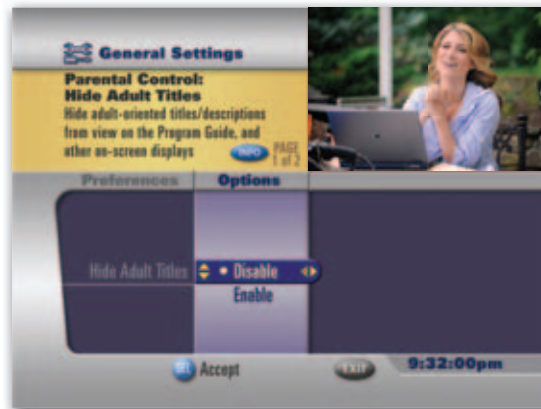 General Settings
Parental Control:
Hide Adult Titles
Hide adult-oriented titles/descriptions
from view on the Program Guide, and
other on-screen displays
INFO
PAGE
1 of 2
Preferences Options
Hide Adult Titles • Disable
Enable
SEL Accept EXIT 9:32:00pm